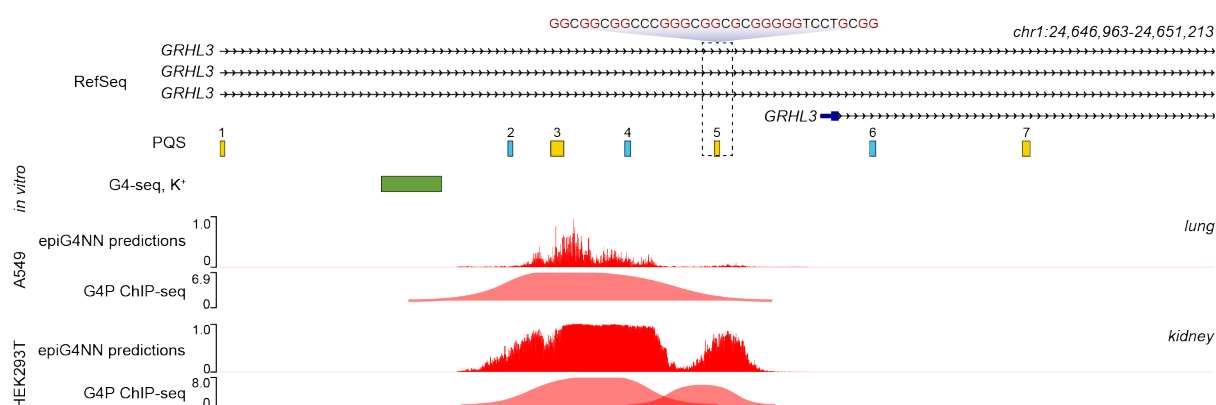 GGCGGCGGCCCGGGCGGCGCGGGGGTCCTGCGG
chr1:24,646,963-24,651,213
GRHL3
RefSeq
GRHL3
GRHL3
GRHL3
PQS
1 2 3 4 5 6 7
in vitro
G4-seq, K⁺
A549
epiG4NN predictions
1.0
0
lung
G4P ChIP-seq
6.9
0
HEK293T
epiG4NN predictions
1.0
0
kidney
G4P ChIP-seq
8.0
0